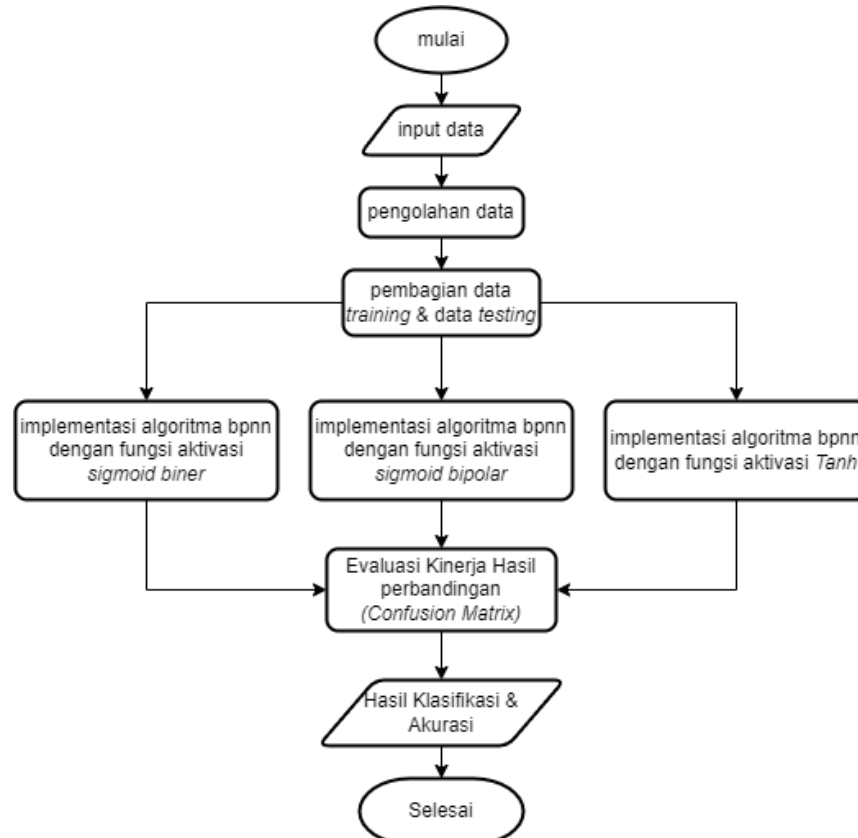 mulai
input data
pengolahan data
pembagian data
training & data testing
implementasi algoritma bpnn
dengan fungsi aktivasi
sigmoid biner
implementasi algoritma bpnn
dengan fungsi aktivasi
sigmoid bipolar
implementasi algoritma bpnn
dengan fungsi aktivasi Tanh
Evaluasi Kinerja Hasil
perbandingan
(Confusion Matrix)
Hasil Klasifikasi &
Akurasi
Selesai